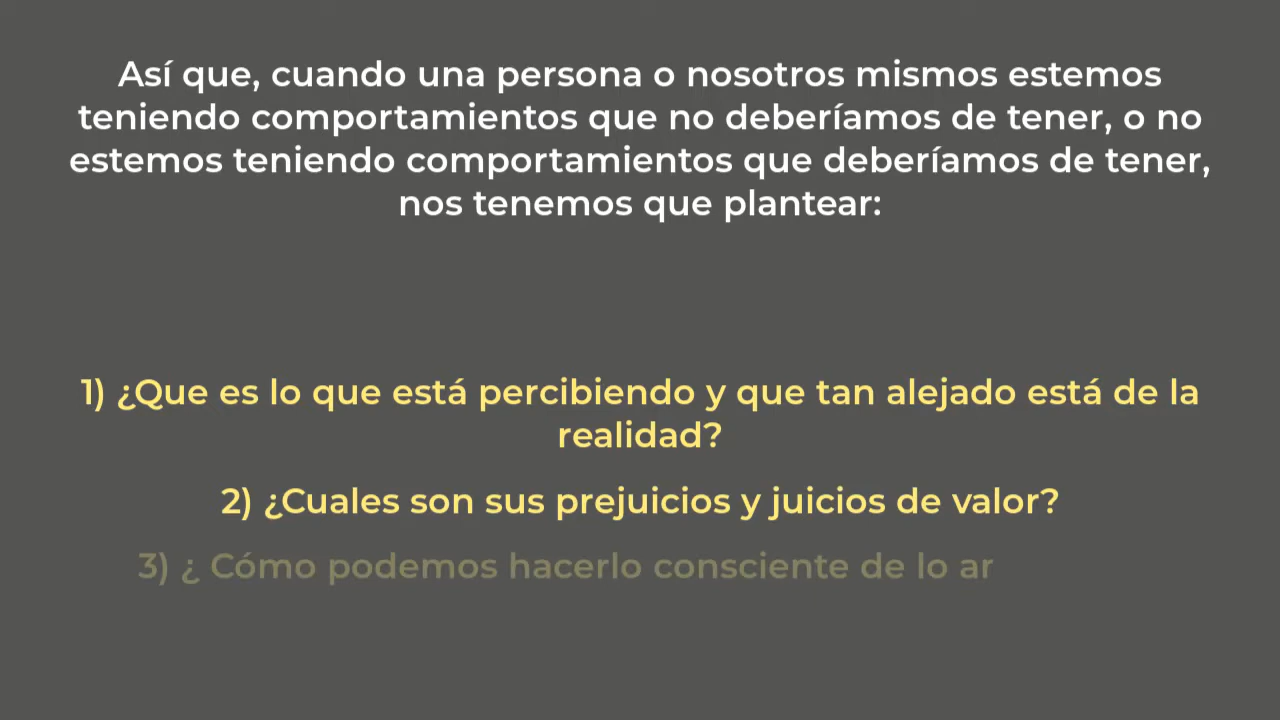 Así que, cuando una persona o nosotros mismos estemos
teniendo comportamientos que no deberíamos de tener, o no
estemos teniendo comportamientos que deberíamos de tener,
nos tenemos que plantear:
1) ¿Que es lo que está percibiendo y que tan alejado está de la
realidad?
2) ¿Cuales son sus prejuicios y juicios de valor?
3) ¿ Cómo podemos hacerlo consciente de lo ar